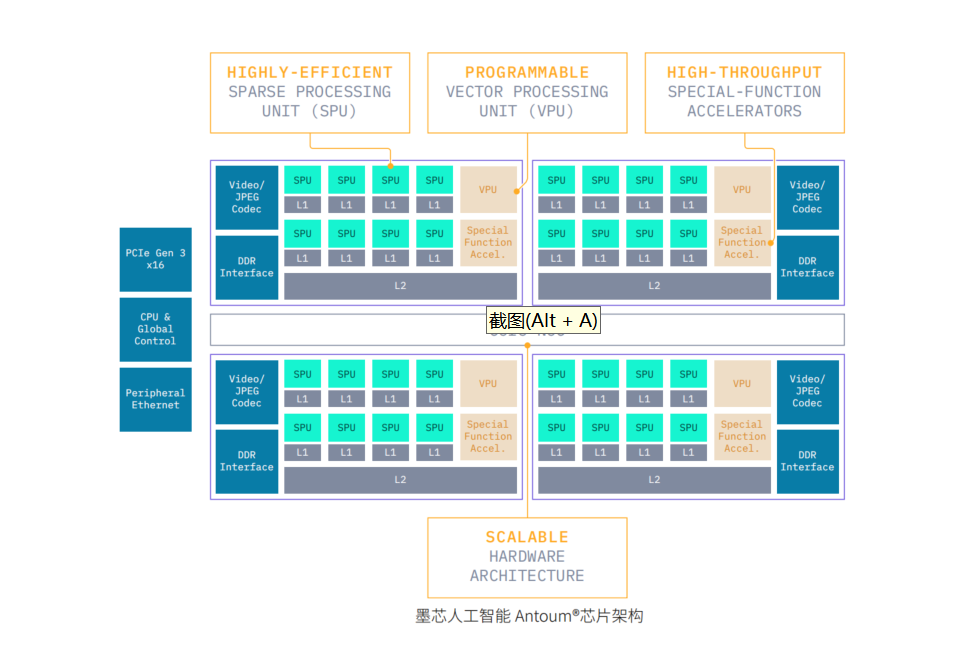 HIGHLY-EFFICIENT
SPARSE PROCESSING
UNIT (SPU)
PROGRAMMABLE
VECTOR PROCESSING
UNIT (VPU)
HIGH-THROUGHPUT
SPECIAL-FUNCTION
ACCELERATORS
PCIe Gen 3
x16
CPU &
Global
Control
Peripheral
Ethernet
Video/
JPEG
Codec
DDR
Interface
SPU SPU SPU SPU
L1 L1 L1 L1
SPU SPU SPU SPU
L1 L1 L1 L1
VPU
Special
Function
Accel.
L2
SPU SPU SPU SPU
L1 L1 L1 L1
SPU SPU SPU SPU
L1 L1 L1 L1
VPU
Special
Function
Accel.
L2
Video/
JPEG
Codec
DDR
Interface
截图(Alt + A)
Video/
JPEG
Codec
DDR
Interface
SPU SPU SPU SPU
L1 L1 L1 L1
SPU SPU SPU SPU
L1 L1 L1 L1
VPU
Special
Function
Accel.
L2
SPU SPU SPU SPU
L1 L1 L1 L1
SPU SPU SPU SPU
L1 L1 L1 L1
VPU
Special
Function
Accel.
L2
Video/
JPEG
Codec
DDR
Interface
SCALABLE
HARDWARE
ARCHITECTURE
墨芯人工智能 Antoum®芯片架构